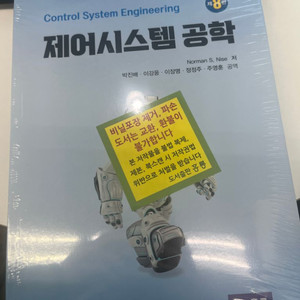 Control System Engineering
제8판
제어시스템 공학
Norman S. Nise 저
비닐포장 제거, 파손
도서는 교환, 환불이
불가합니다
본 저작물을 불법 복제,
제본, 북스캔 시 저작권법
위반으로 처벌을 받습니다